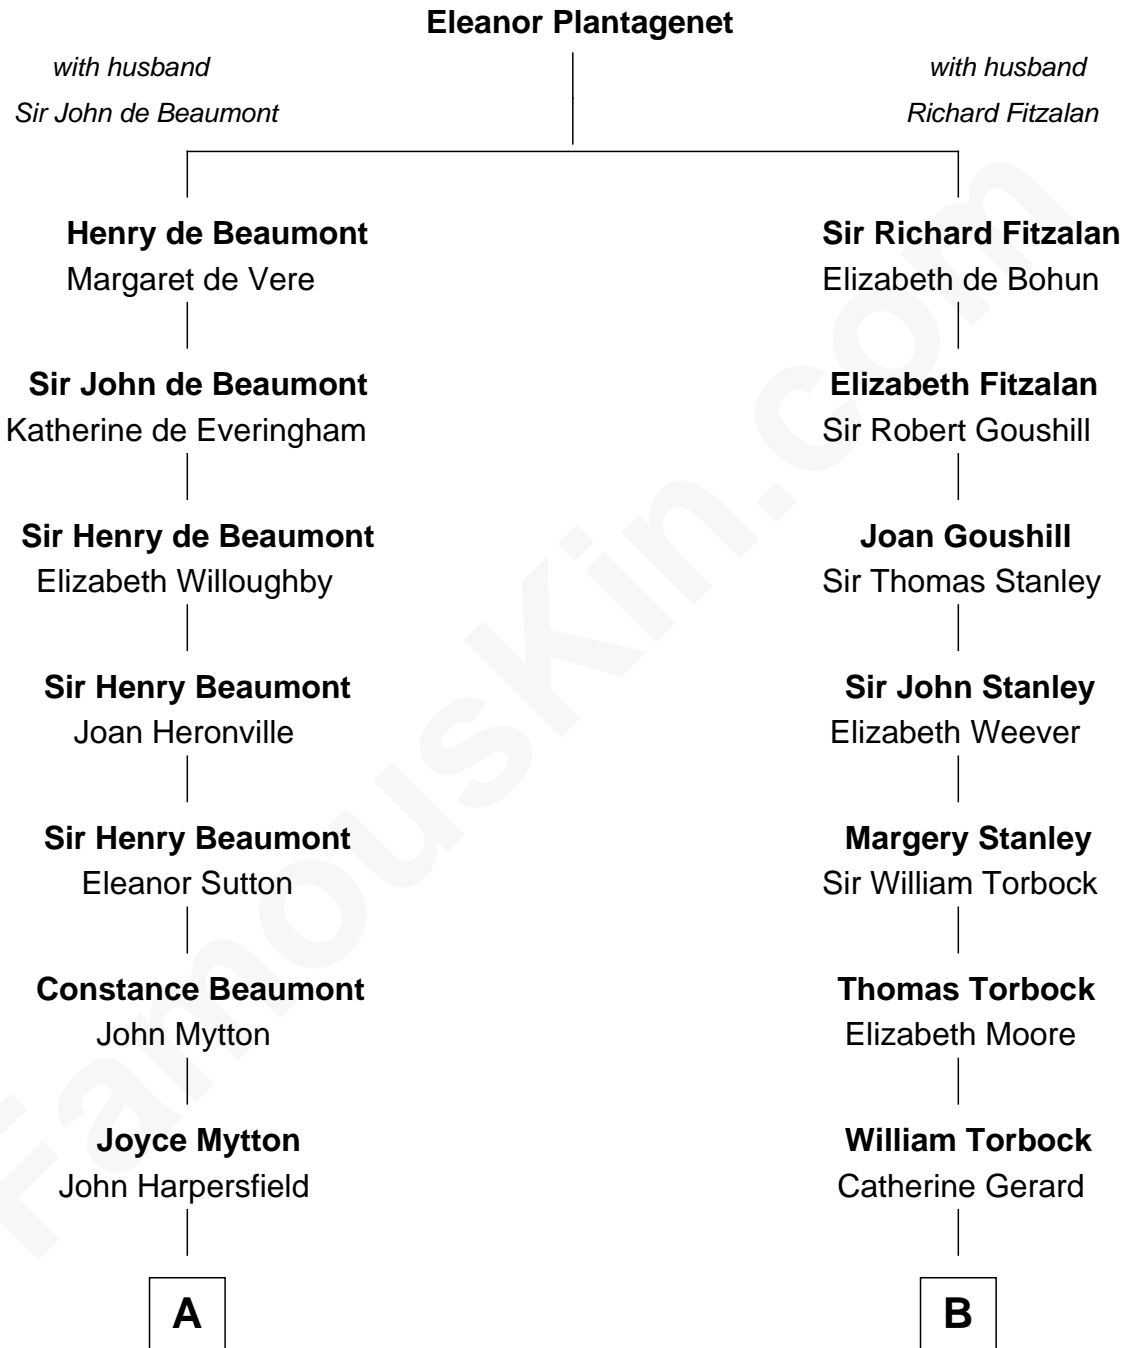 Eleanor Plantagenet
with husband
Sir John de Beaumont
with husband
Richard Fitzalan
Henry de Beaumont
Margaret de Vere
Sir Richard Fitzalan
Elizabeth de Bohun
Sir John de Beaumont
Katherine de Everingham
Elizabeth Fitzalan
Sir Robert Goushill
Sir Henry de Beaumont
Elizabeth Willoughby
Joan Goushill
Sir Thomas Stanley
Sir Henry Beaumont
Joan Heronville
Sir John Stanley
Elizabeth Weever
Sir Henry Beaumont
Eleanor Sutton
Margery Stanley
Sir William Torbock
Constance Beaumont
John Mytton
Thomas Torbock
Elizabeth Moore
Joyce Mytton
John Harpersfield
William Torbock
Catherine Gerard
A
B
FamousKin.com